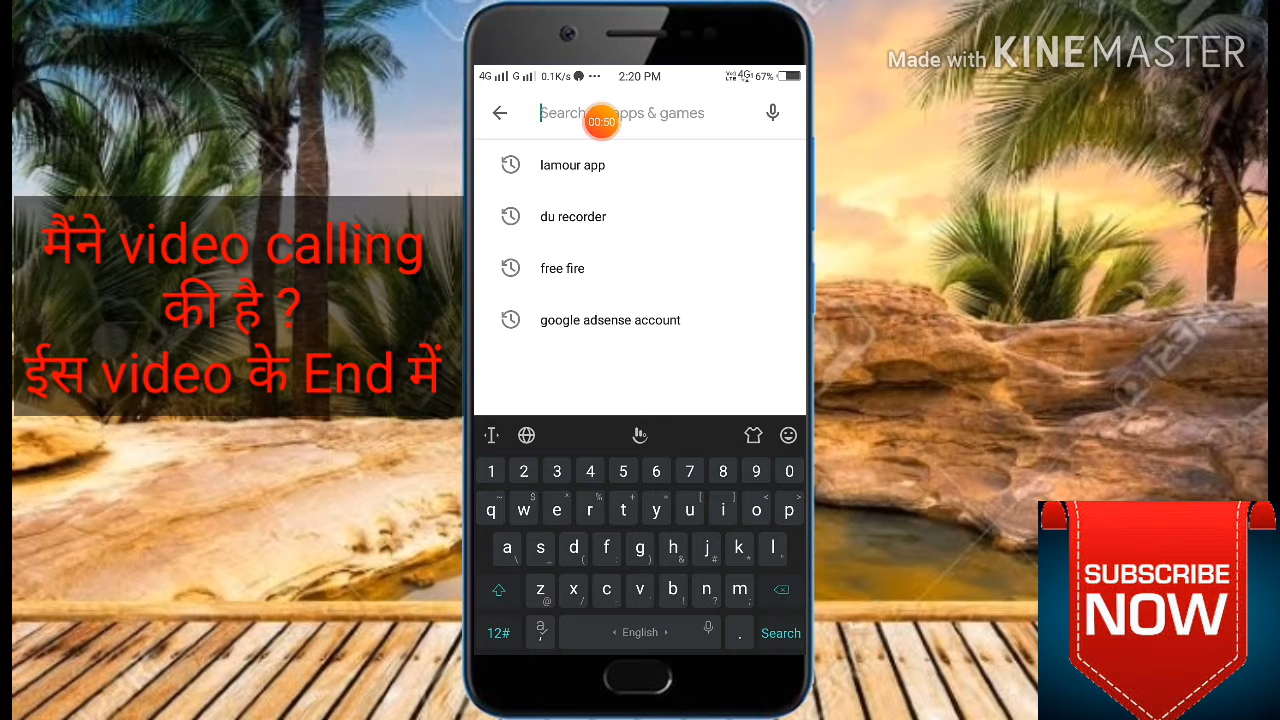 Made with KINEMASTER
4G G 0.1K/s 2:20 PM 4G 67%
Search apps & games
00:50
lamour app
du recorder
free fire
google adsense account
मैंने video calling
की है ?
ईस video के End में
1 2 3 4 5 6 7 8 9 0
q w e r t y u i o p
a s d f g h j k l
z x c v b n m
12# English . Search
SUBSCRIBE
NOW